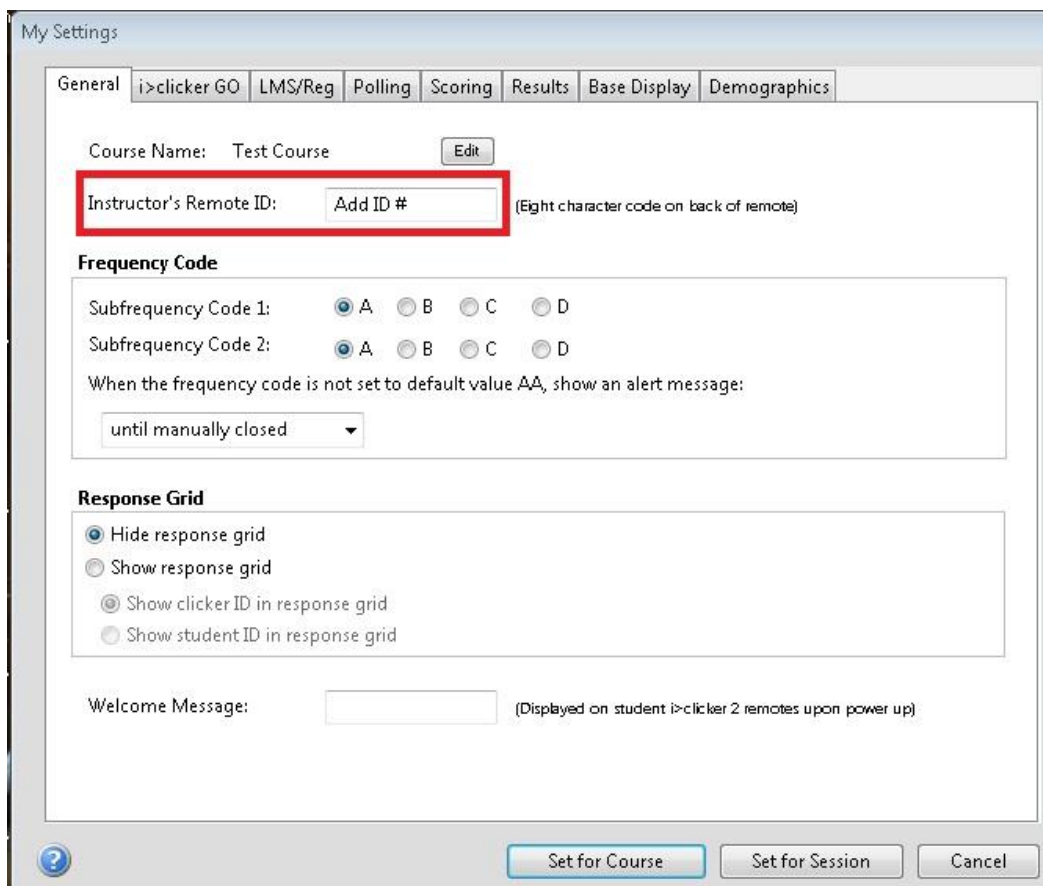 My Settings
General i>clicker GO LMS/Reg Polling Scoring Results Base Display Demographics
Course Name: Test Course Edit
Instructor's Remote ID: Add ID # (Eight character code on back of remote)
Frequency Code
Subfrequency Code 1: A B C D
Subfrequency Code 2: A B C D
When the frequency code is not set to default value AA, show an alert message:
until manually closed
Response Grid
Hide response grid
Show response grid
Show clicker ID in response grid
Show student ID in response grid
Welcome Message: (Displayed on student i>clicker 2 remotes upon power up)
? Set for Course Set for Session Cancel